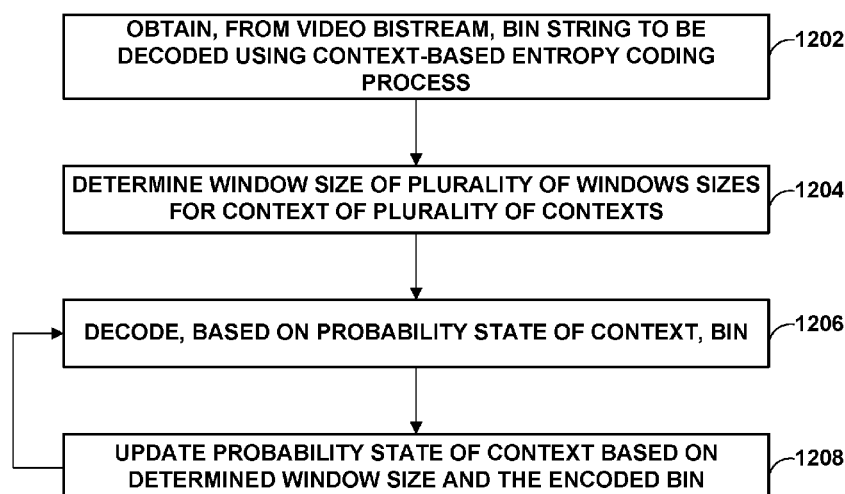 OBTAIN, FROM VIDEO BISTREAM, BIN STRING TO BE
DECODED USING CONTEXT-BASED ENTROPY CODING
PROCESS
1202
DETERMINE WINDOW SIZE OF PLURALITY OF WINDOWS SIZES
FOR CONTEXT OF PLURALITY OF CONTEXTS
1204
DECODE, BASED ON PROBABILITY STATE OF CONTEXT, BIN
1206
UPDATE PROBABILITY STATE OF CONTEXT BASED ON
DETERMINED WINDOW SIZE AND THE ENCODED BIN
1208